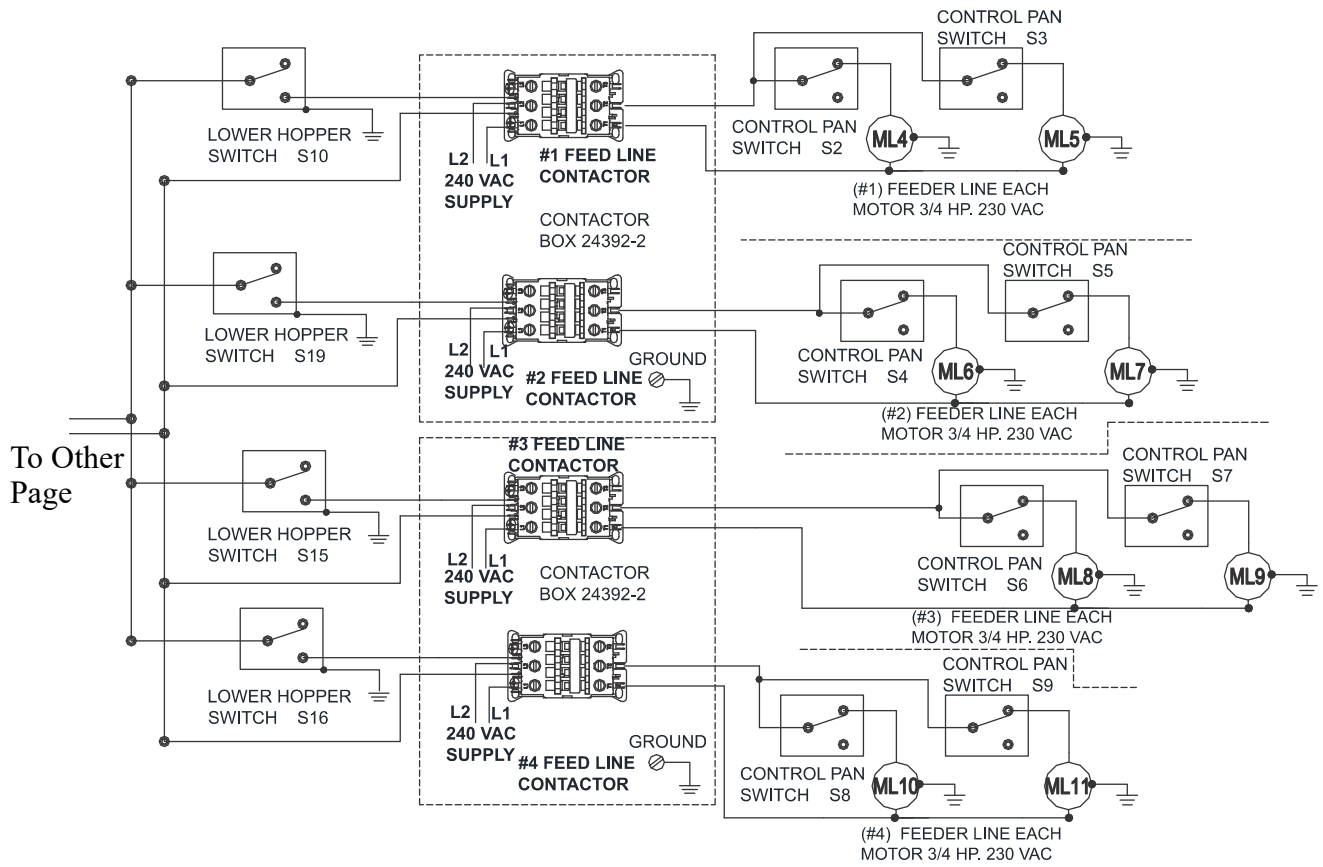 CONTROL PAN
SWITCH S3
LOWER HOPPER
SWITCH S10
CONTROL PAN
SWITCH S2
ML4
ML5
L2 L1
240 VAC
SUPPLY
#1 FEED LINE
CONTACTOR
(#1) FEEDER LINE EACH
MOTOR 3/4 HP. 230 VAC
CONTACTOR
BOX 24392-2
CONTROL PAN
SWITCH S5
LOWER HOPPER
SWITCH S19
L2 L1
240 VAC
SUPPLY
#2 FEED LINE
CONTACTOR
GROUND
CONTROL PAN
SWITCH S4
ML6
ML7
(#2) FEEDER LINE EACH
MOTOR 3/4 HP. 230 VAC
To Other
Page
#3 FEED LINE
CONTACTOR
CONTROL PAN
SWITCH S7
LOWER HOPPER
SWITCH S15
L2 L1
240 VAC
SUPPLY
CONTACTOR
BOX 24392-2
CONTROL PAN
SWITCH S6
ML8
ML9
(#3) FEEDER LINE EACH
MOTOR 3/4 HP. 230 VAC
CONTROL PAN
SWITCH S9
LOWER HOPPER
SWITCH S16
L2 L1
240 VAC
SUPPLY
#4 FEED LINE
CONTACTOR
GROUND
CONTROL PAN
SWITCH S8
ML10
ML11
(#4) FEEDER LINE EACH
MOTOR 3/4 HP. 230 VAC